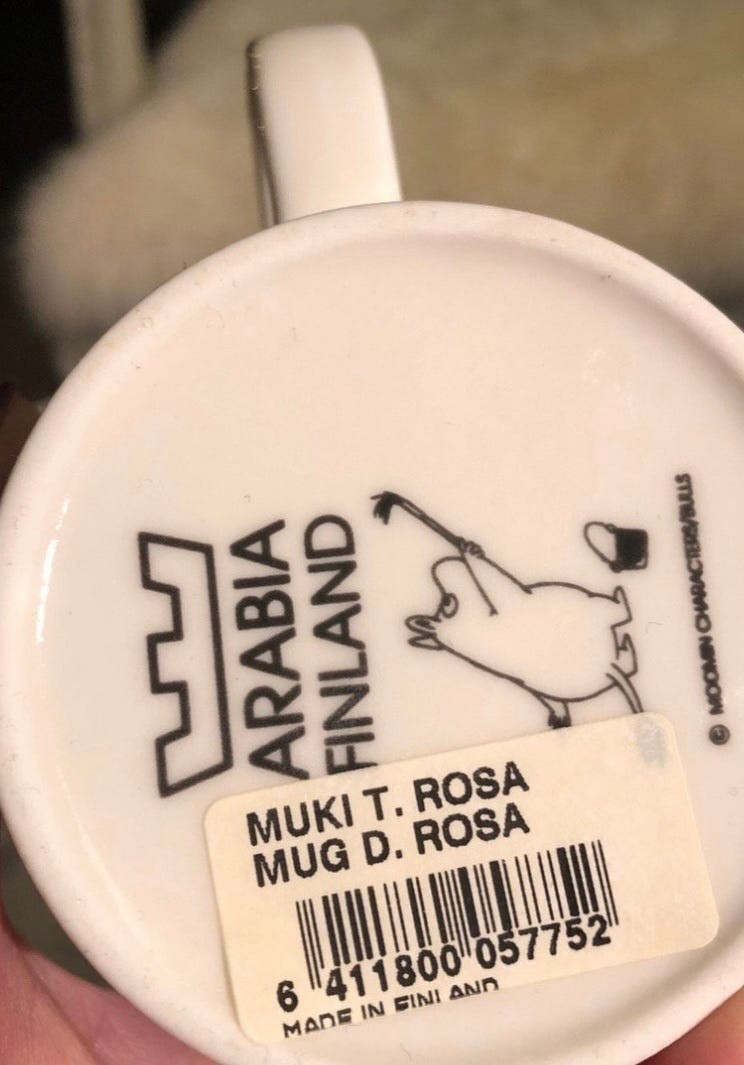 ARABIA
FINLAND
© MOOMIN CHARACTERS/BULLS
MUKI T. ROSA
MUG D. ROSA
6 411800 057752
MADE IN FINLAND